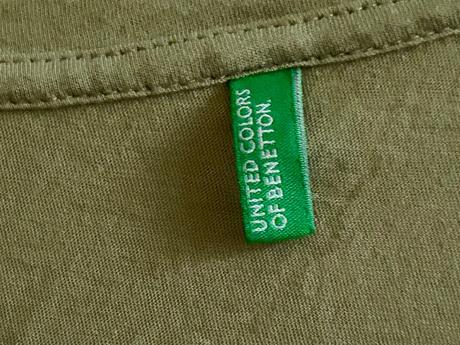 UNITED COLORS
OF BENETTON.